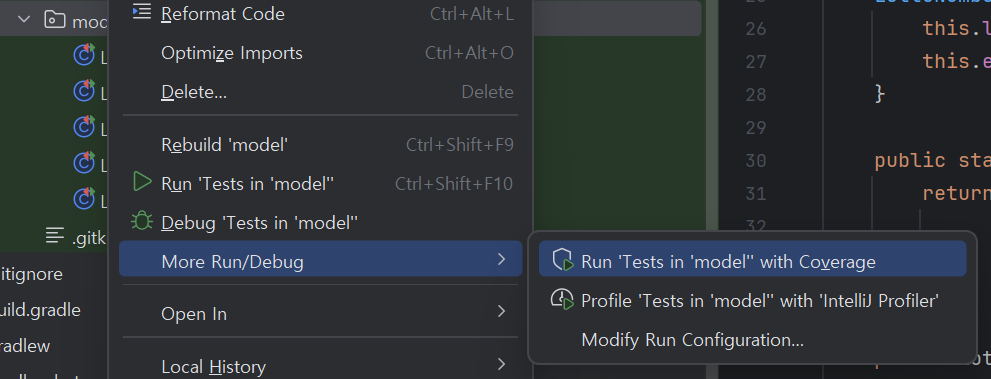 mod
L
L
L
L
L
.gitk
itignore
uild.gradle
radlew
Reformat Code Ctrl+Alt+L
Optimize Imports Ctrl+Alt+O
Delete... Delete
Rebuild 'model' Ctrl+Shift+F9
Run 'Tests in 'model'' Ctrl+Shift+F10
Debug 'Tests in 'model''
More Run/Debug
Open In
Local History
Run 'Tests in 'model'' with Coverage
Profile 'Tests in 'model'' with 'IntelliJ Profiler'
Modify Run Configuration...
26 this.l
27 this.e
28 }
29
30 public sta
31 return